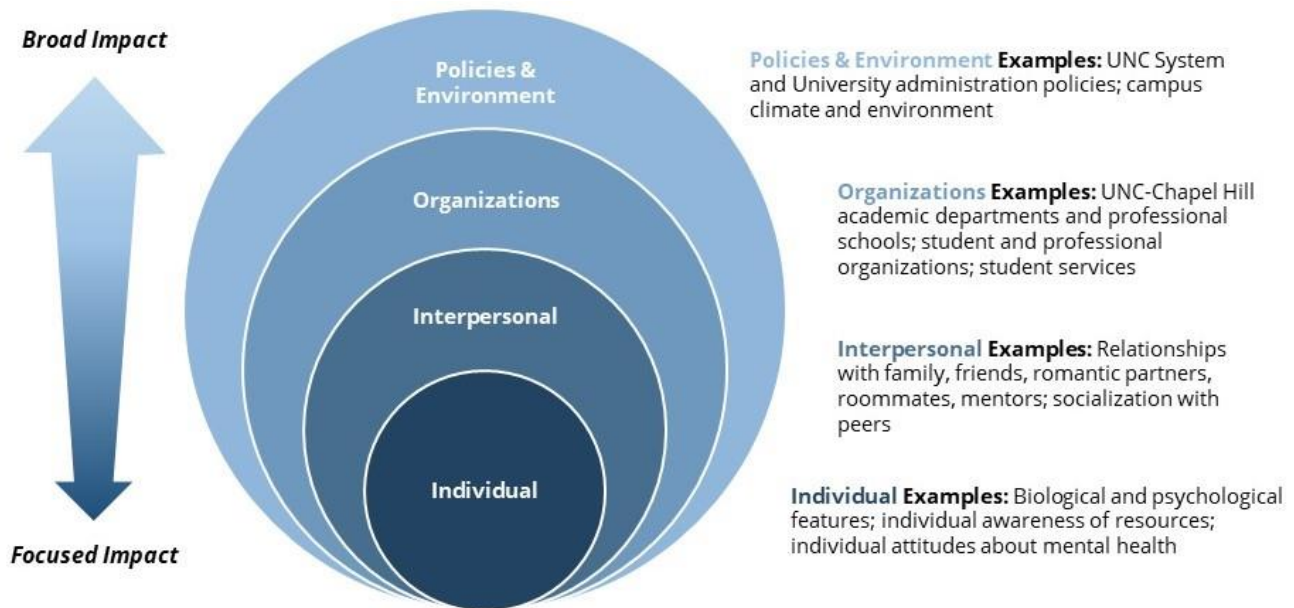 Broad Impact
Focused Impact
Policies &
Environment
Organizations
Interpersonal
Individual
Policies & Environment Examples: UNC System
and University administration policies; campus
climate and environment
Organizations Examples: UNC-Chapel Hill
academic departments and professional
schools; student and professional
organizations; student services
Interpersonal Examples: Relationships
with family, friends, romantic partners,
roommates, mentors; socialization with
peers
Individual Examples: Biological and psychological
features; individual awareness of resources;
individual attitudes about mental health